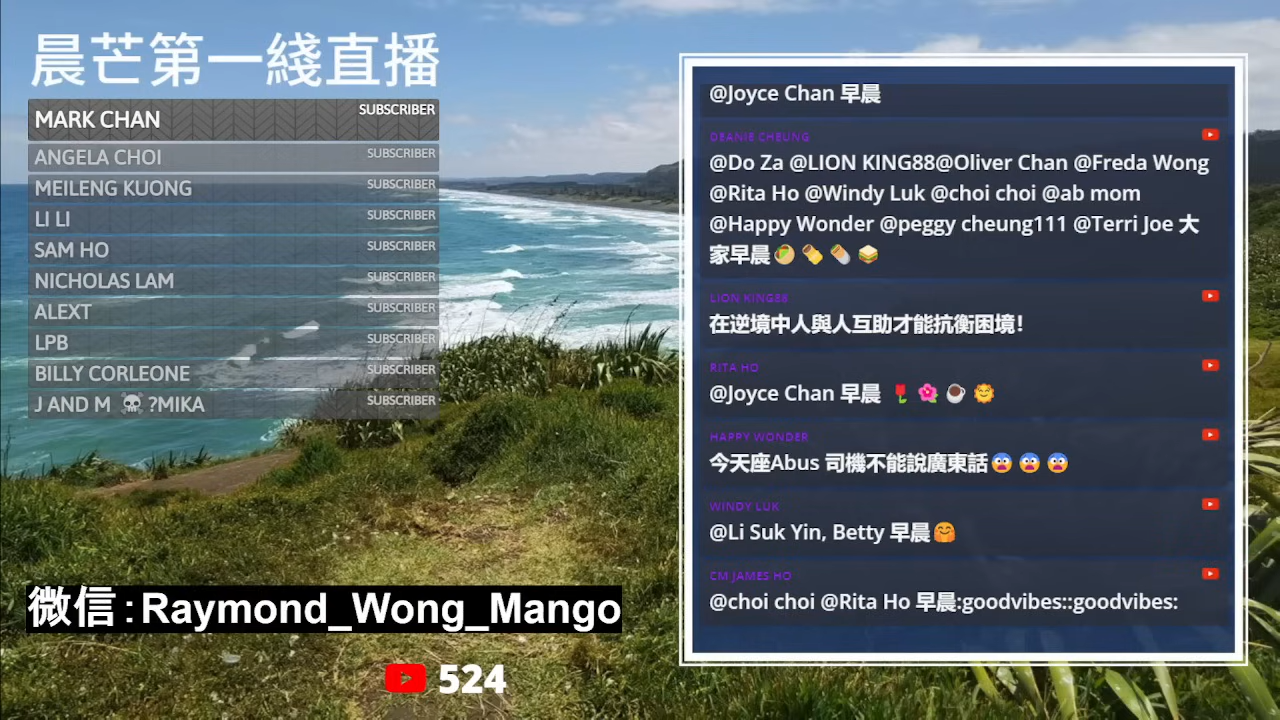 晨芒第一綫直播
MARK CHAN SUBSCRIBER
ANGELA CHOI SUBSCRIBER
MEILENG KUONG SUBSCRIBER
LI LI SUBSCRIBER
SAM HO SUBSCRIBER
NICHOLAS LAM SUBSCRIBER
ALEXT SUBSCRIBER
LPB SUBSCRIBER
BILLY CORLEONE SUBSCRIBER
J AND M ☠️ ?MIKA SUBSCRIBER
微信:Raymond_Wong_Mango
524
@Joyce Chan 早晨
DEANIE CHEUNG
@Do Za @LION KING88@Oliver Chan @Freda Wong
@Rita Ho @Windy Luk @choi choi @ab mom
@Happy Wonder @peggy cheung111 @Terri Joe 大
家早晨🥙 🫔 🌯 🥪
LION KING88
在逆境中人與人互助才能抗衡困境！
RITA HO
@Joyce Chan 早晨 🌷 🌺 ☕ 🌞
HAPPY WONDER
今天座Abus 司機不能說廣東話😨 😨 😨
WINDY LUK
@Li Suk Yin, Betty 早晨🤗
CM JAMES HO
@choi choi @Rita Ho 早晨:goodvibes::goodvibes: